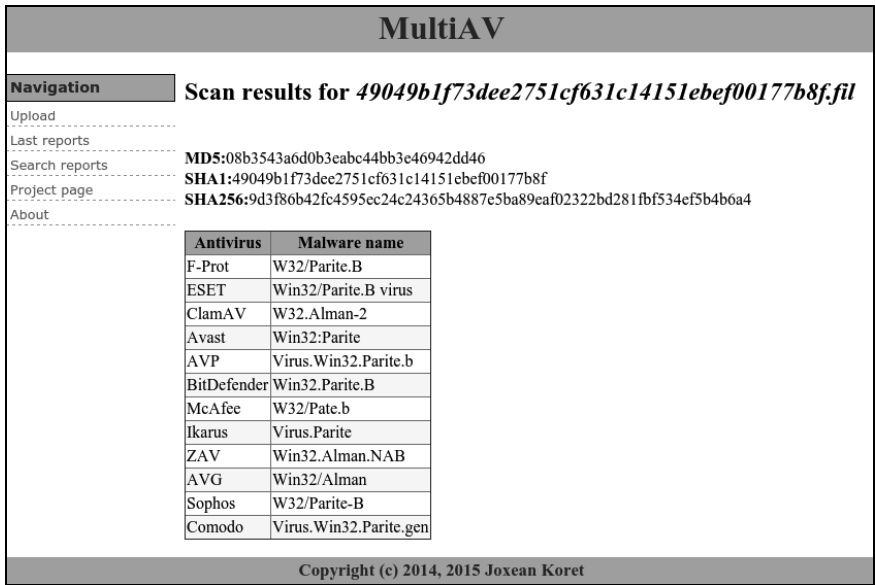 MultiAV
Navigation
Upload
Last reports
Search reports
Project page
About
Scan results for 49049b1f73dee2751cf631c14151ebef00177b8f.fil
MD5:08b3543a6d0b3eabc44bb3e46942dd46
SHA1:49049b1f73dee2751cf631c14151ebef00177b8f
SHA256:9d3f86b42fc4595ec24c24365b4887e5ba89eaf02322bd281fbf534ef5b4b6a4
Antivirus Malware name
F-Prot W32/Parite.B
ESET Win32/Parite.B virus
ClamAV W32.Alman-2
Avast Win32:Parite
AVP Virus.Win32.Parite.b
BitDefender Win32.Parite.B
McAfee W32/Pate.b
Ikarus Virus.Parite
ZAV Win32.Alman.NAB
AVG Win32/Alman
Sophos W32/Parite-B
Comodo Virus.Win32.Parite.gen
Copyright (c) 2014, 2015 Joxean Koret